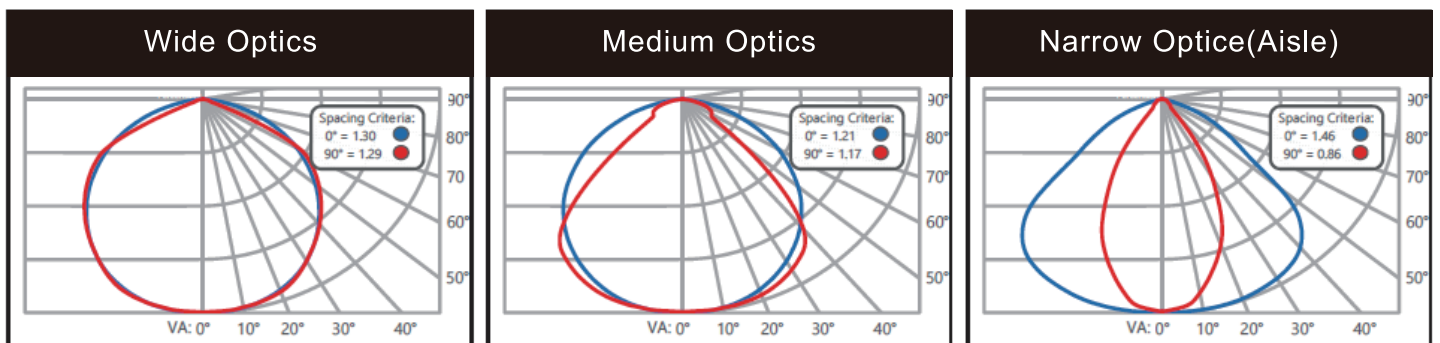 Wide Optics
Spacing Criteria:
0° = 1.30
90° = 1.29
90°
80°
70
60°
50°
VA: 0° 10° 20° 30° 40°
Medium Optics
Spacing Criteria:
0° = 1.21
90° = 1.17
90°
80°
70°
60°
50°
VA: 0° 10° 20° 30° 40°
Narrow Optice(Aisle)
Spacing Criteria:
0° = 1.46
90° = 0.86
90°
80°
70°
60°
50°
VA: 0° 10° 20° 30° 40°